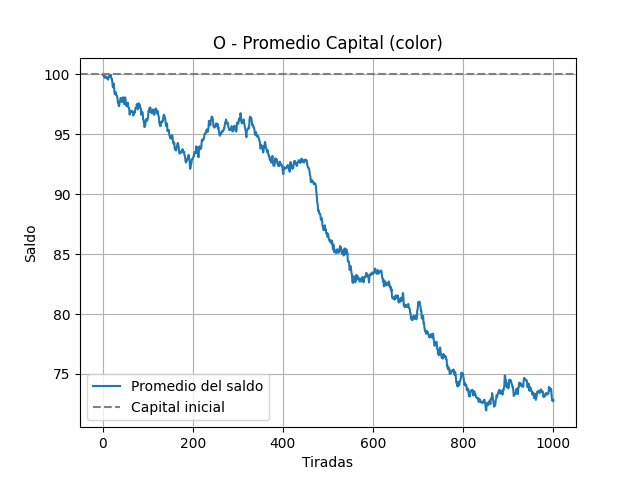 O - Promedio Capital (color)
100
95
90
85
80
75
Saldo
Promedio del saldo
Capital inicial
0 200 400 600 800 1000
Tiradas